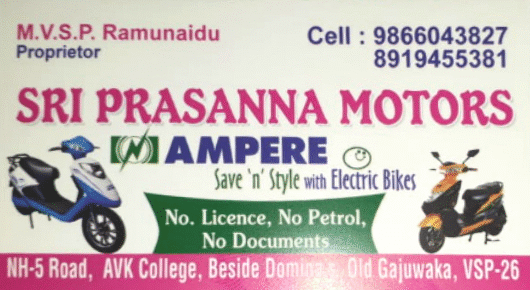 M.V.S.P. Ramunaidu
Proprietor
Cell : 9866043827
8919455381
SRI PRASANNA MOTORS
AMPERE
Save 'n' Style with Electric Bikes
No. Licence, No Petrol,
No Documents
NH-5 Road, AVK College, Beside Old Gajuwaka, VSP-26